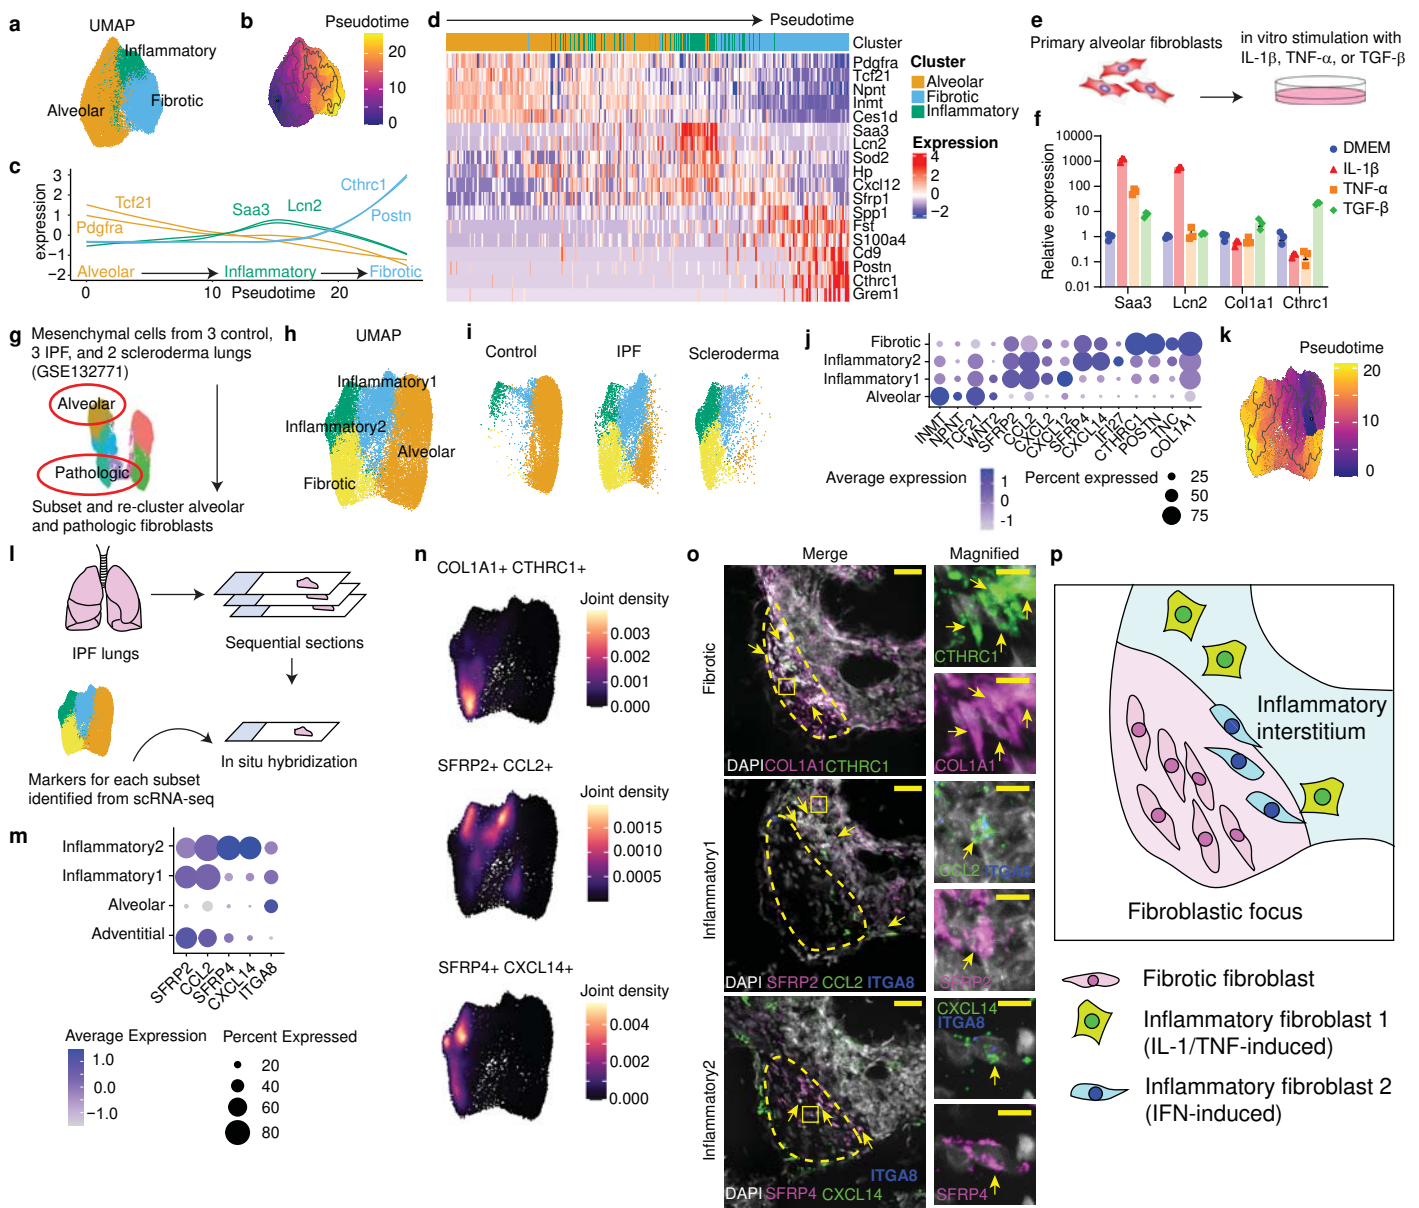 a
UMAP
Inflammatory
Alveolar
Fibrotic
b
Pseudotime
20
10
0
c
expression
3
2
1
0
−1
−2
Tcf21
Pdgfra
Saa3
Lcn2
Cthrc1
Postn
Alveolar
Inflammatory
Fibrotic
0
10
20
Pseudotime
d
Pseudotime
Cluster
Pdgfra
Tcf21
Npnt
Inmt
Ces1d
Saa3
Lcn2
Sod2
Hp
Cxcl12
Sfrp1
Spp1
Fst
S100a4
Cd9
Postn
Cthrc1
Grem1
Cluster
Alveolar
Fibrotic
Inflammatory
Expression
4
2
0
−2
e
Primary alveolar fibroblasts
in vitro stimulation with
IL-1β, TNF-α, or TGF-β
f
Relative expression
10000
1000
100
10
1
0.1
0.01
Saa3
Lcn2
Col1a1
Cthrc1
DMEM
IL-1β
TNF-α
TGF-β
g
Mesenchymal cells from 3 control,
3 IPF, and 2 scleroderma lungs
(GSE132771)
Alveolar
Pathologic
Subset and re-cluster alveolar
and pathologic fibroblasts
h
UMAP
Inflammatory1
Inflammatory2
Alveolar
Fibrotic
i
Control
IPF
Scleroderma
j
Fibrotic
Inflammatory2
Inflammatory1
Alveolar
INMT
NPNT
TCF21
WNT2
SFRP2
CCL2
CXCL2
CXCL12
SFRP4
CXCL14
IFI27
CTHRC1
POSTN
TNC
COL1A1
Average expression
1
0
-1
Percent expressed
25
50
75
k
Pseudotime
20
10
0
l
IPF lungs
Sequential sections
In situ hybridization
Markers for each subset
identified from scRNA-seq
m
Inflammatory2
Inflammatory1
Alveolar
Adventitial
SFRP2
CCL2
SFRP4
CXCL14
ITGA8
Average Expression
1.0
0.0
−1.0
Percent Expressed
20
40
60
80
n
COL1A1+ CTHRC1+
Joint density
0.003
0.002
0.001
0.000
SFRP2+ CCL2+
Joint density
0.0015
0.0010
0.0005
SFRP4+ CXCL14+
Joint density
0.004
0.002
0.000
o
Merge
Magnified
Fibrotic
DAPI COL1A1 CTHRC1
CTHRC1
COL1A1
Inflammatory1
DAPI SFRP2 CCL2 ITGA8
CCL2 ITGA8
SFRP2
Inflammatory2
ITGA8
DAPI SFRP4 CXCL14
CXCL14
ITGA8
SFRP4
p
Inflammatory
interstitium
Fibroblastic focus
Fibrotic fibroblast
Inflammatory fibroblast 1
(IL-1/TNF-induced)
Inflammatory fibroblast 2
(IFN-induced)